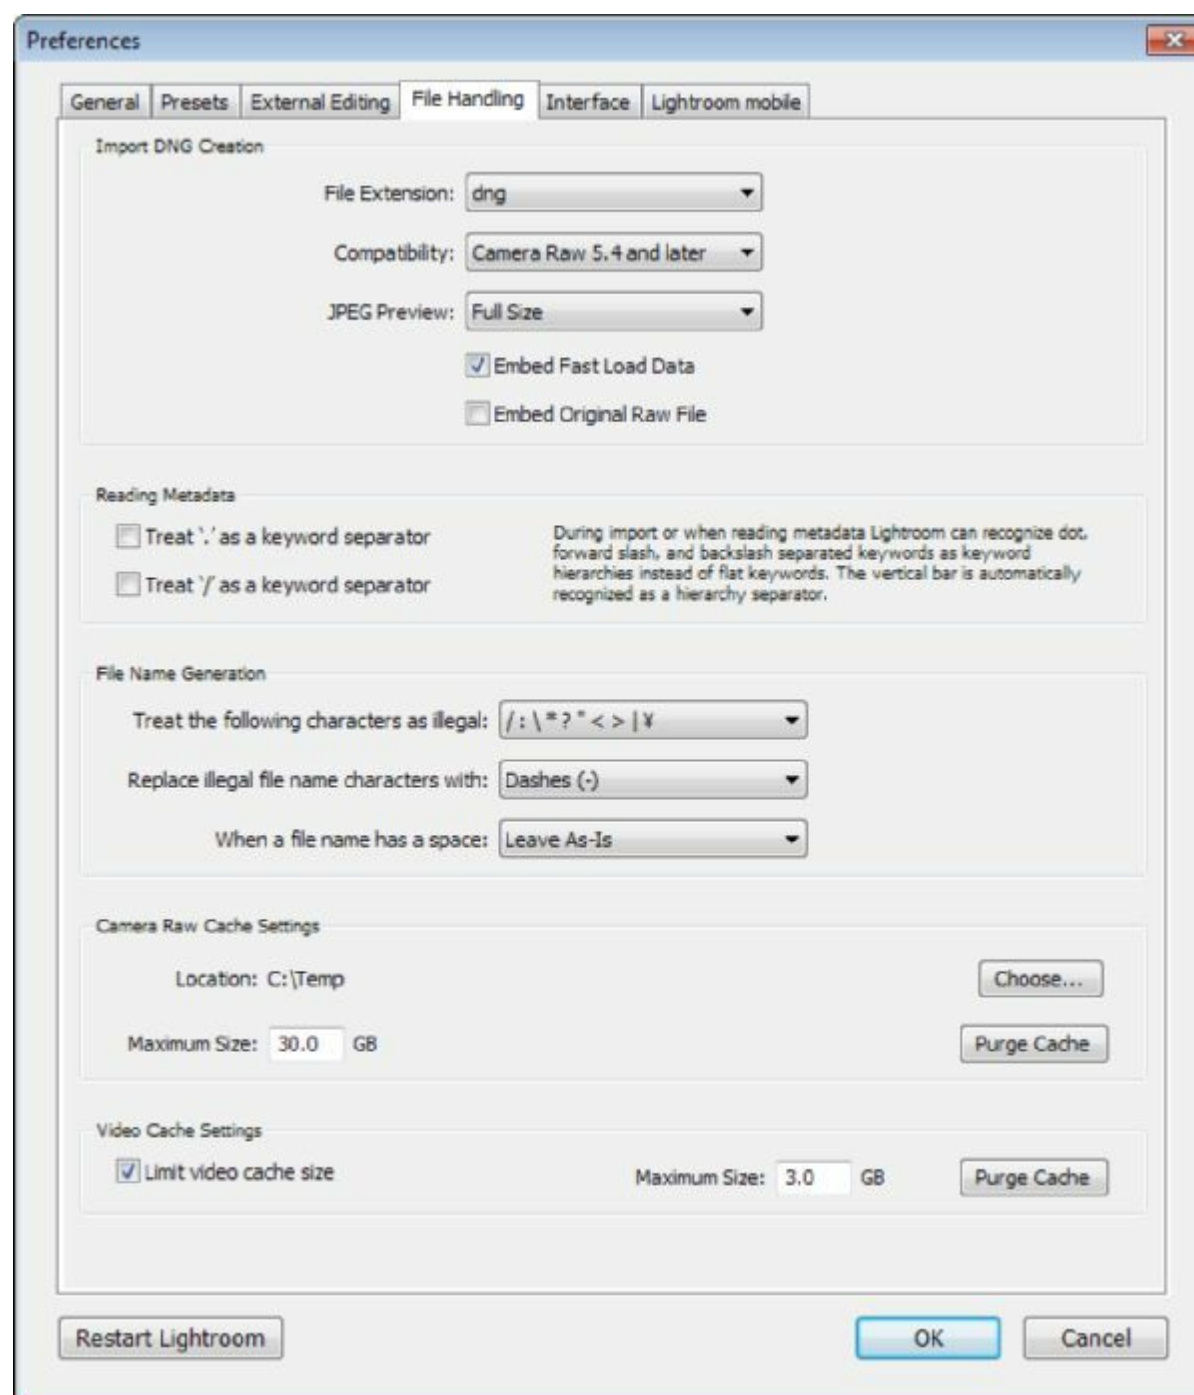 Preferences
General Presets External Editing File Handling Interface Lightroom mobile
Import DNG Creation
File Extension: dng
Compatibility: Camera Raw 5.4 and later
JPEG Preview: Full Size
Embed Fast Load Data
Embed Original Raw File
Reading Metadata
Treat '.' as a keyword separator
Treat '/' as a keyword separator
During import or when reading metadata Lightroom can recognize dot,
forward slash, and backslash separated keywords as keyword
hierarchies instead of flat keywords. The vertical bar is automatically
recognized as a hierarchy separator.
File Name Generation
Treat the following characters as illegal: / : \ * ? " < > | ¥
Replace illegal file name characters with: Dashes (-)
When a file name has a space: Leave As-Is
Camera Raw Cache Settings
Location: C:\Temp Choose...
Maximum Size: 30.0 GB Purge Cache
Video Cache Settings
Limit video cache size Maximum Size: 3.0 GB Purge Cache
Restart Lightroom OK Cancel